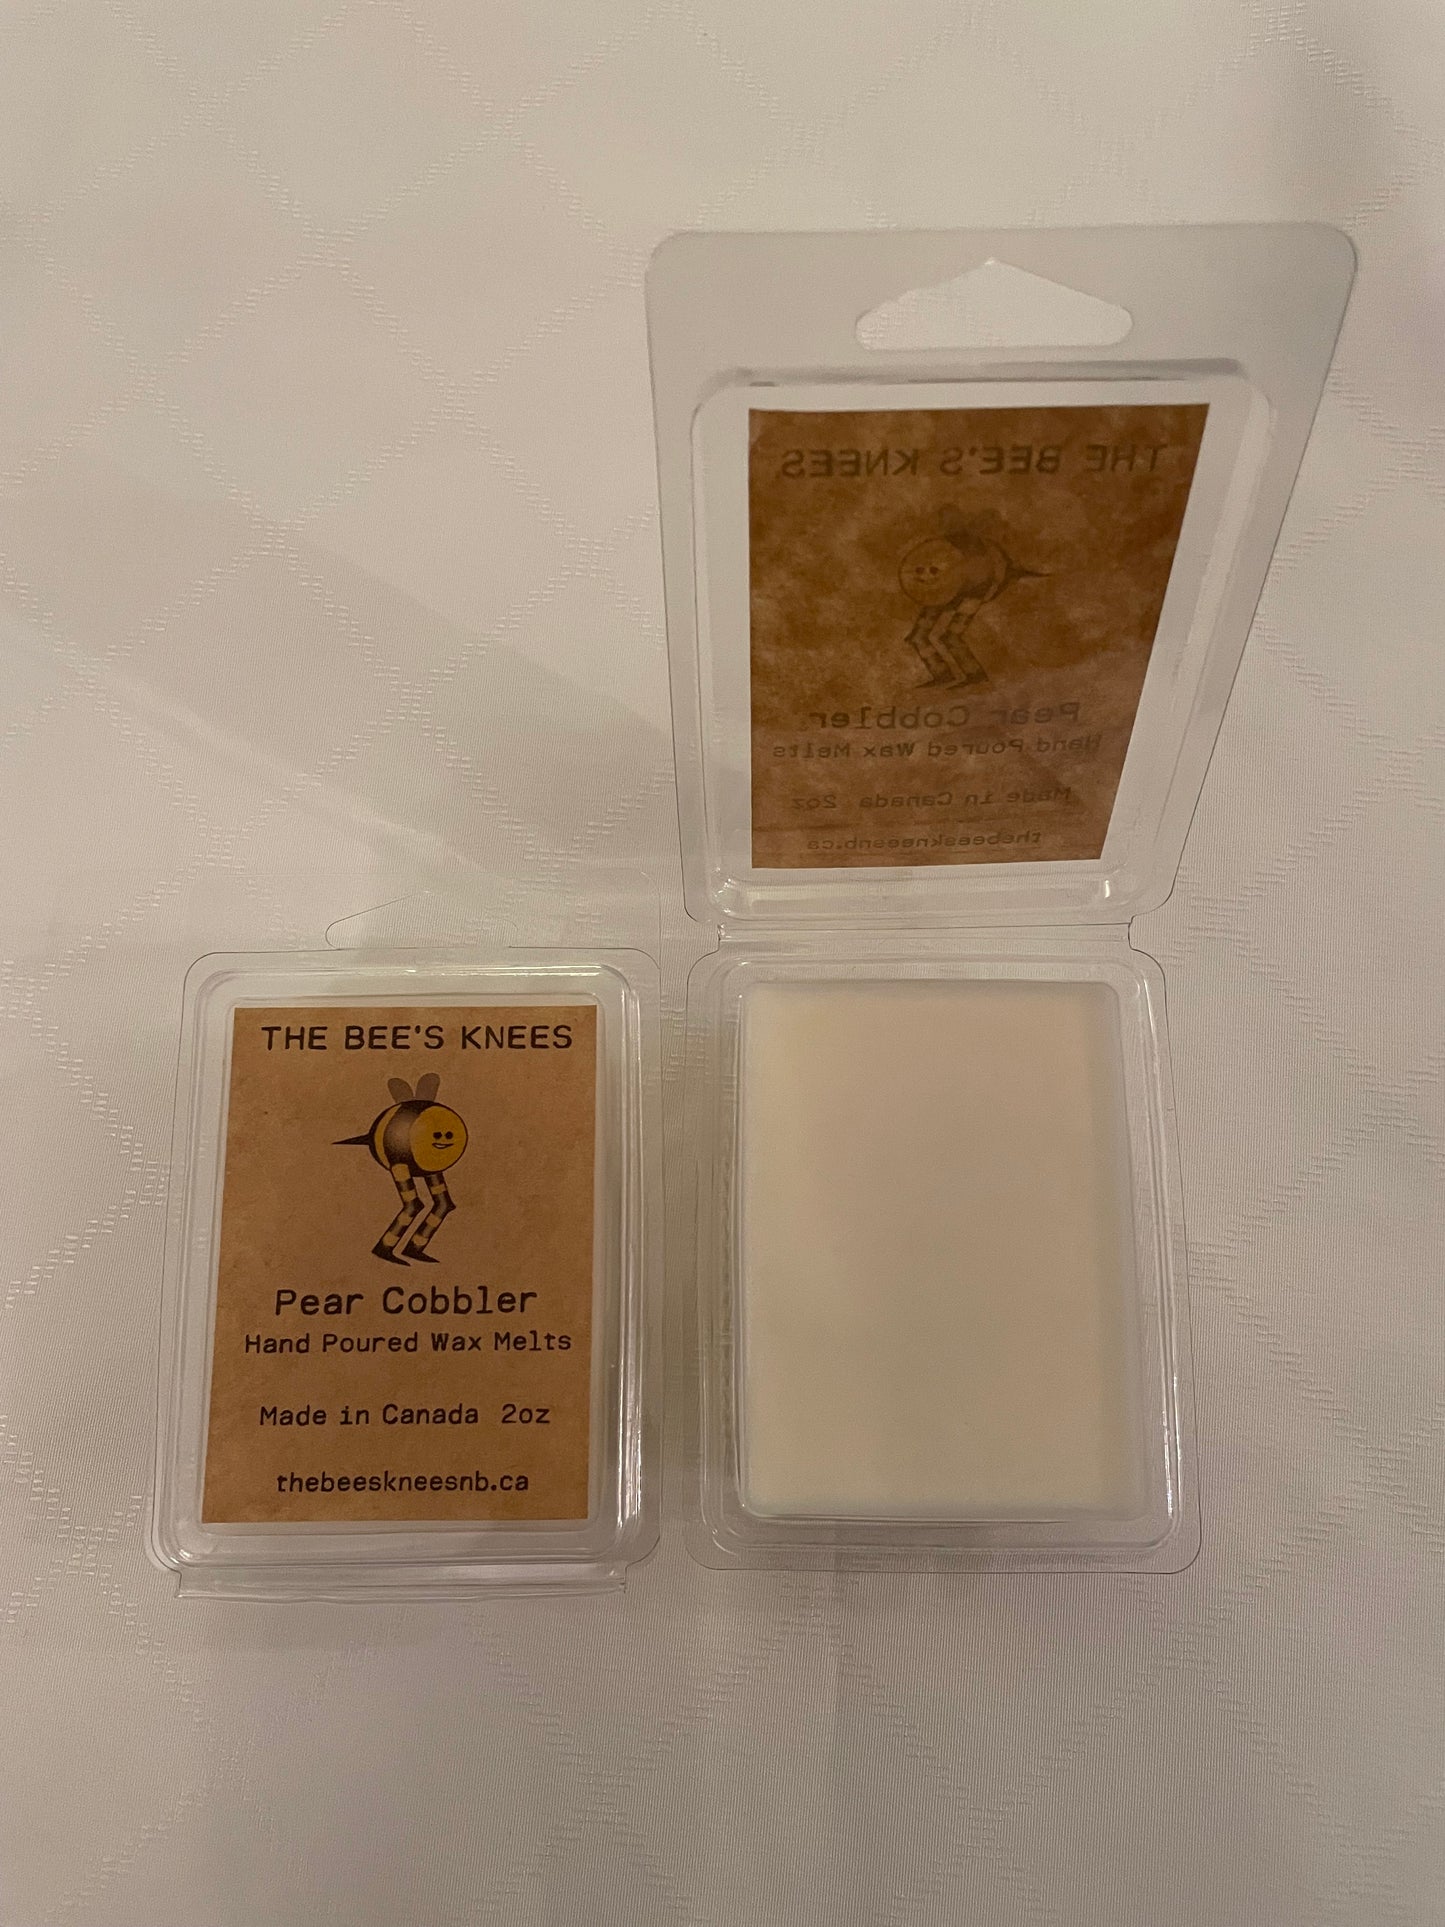 THE BEE'S KNEES
Pear Cobbler
Hand Poured Wax Melts
Made in Canada 2oz
thebeeskneesnb.ca
THE BEE'S KNEES
Pear Cobbler
Hand Poured Wax Melts
Made in Canada 2oz
thebeeskneesnb.ca